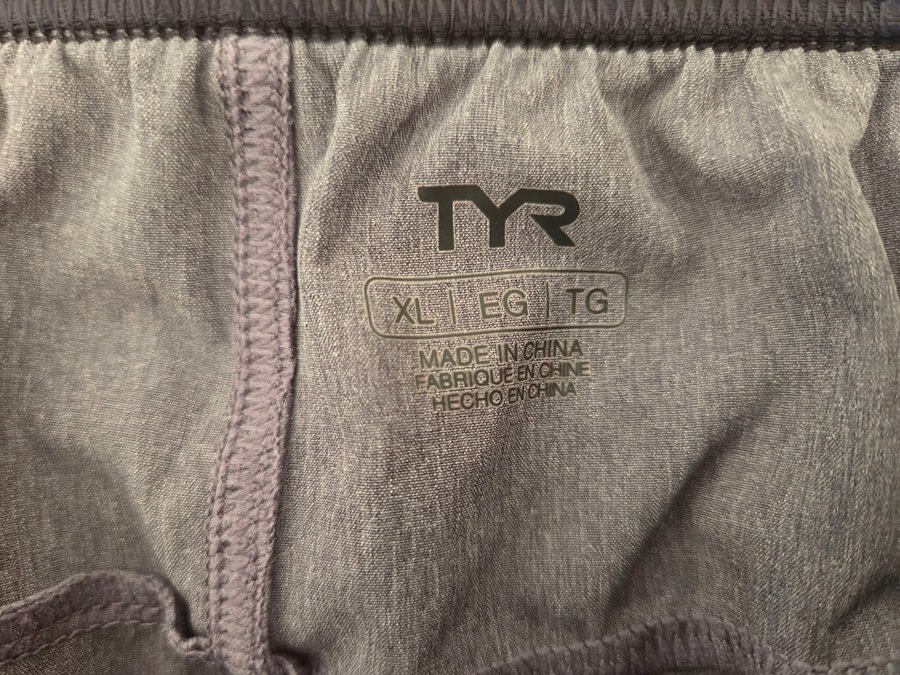 TYR
XL | EG | TG
MADE IN CHINA
FABRIQUE EN CHINE
HECHO EN CHINA